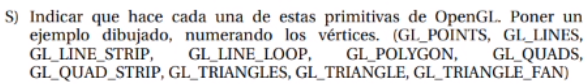 S) Indicar que hace cada una de estas primitivas de OpenGL. Poner un
ejemplo dibujado, numerando los vértices. (GL_POINTS, GL_LINES,
GL_LINE_STRIP, GL_LINE_LOOP, GL_POLYGON, GL_QUADS,
GL_QUAD_STRIP, GL_TRIANGLES, GL_TRIANGLE, GL_TRIANGLE_FAN)